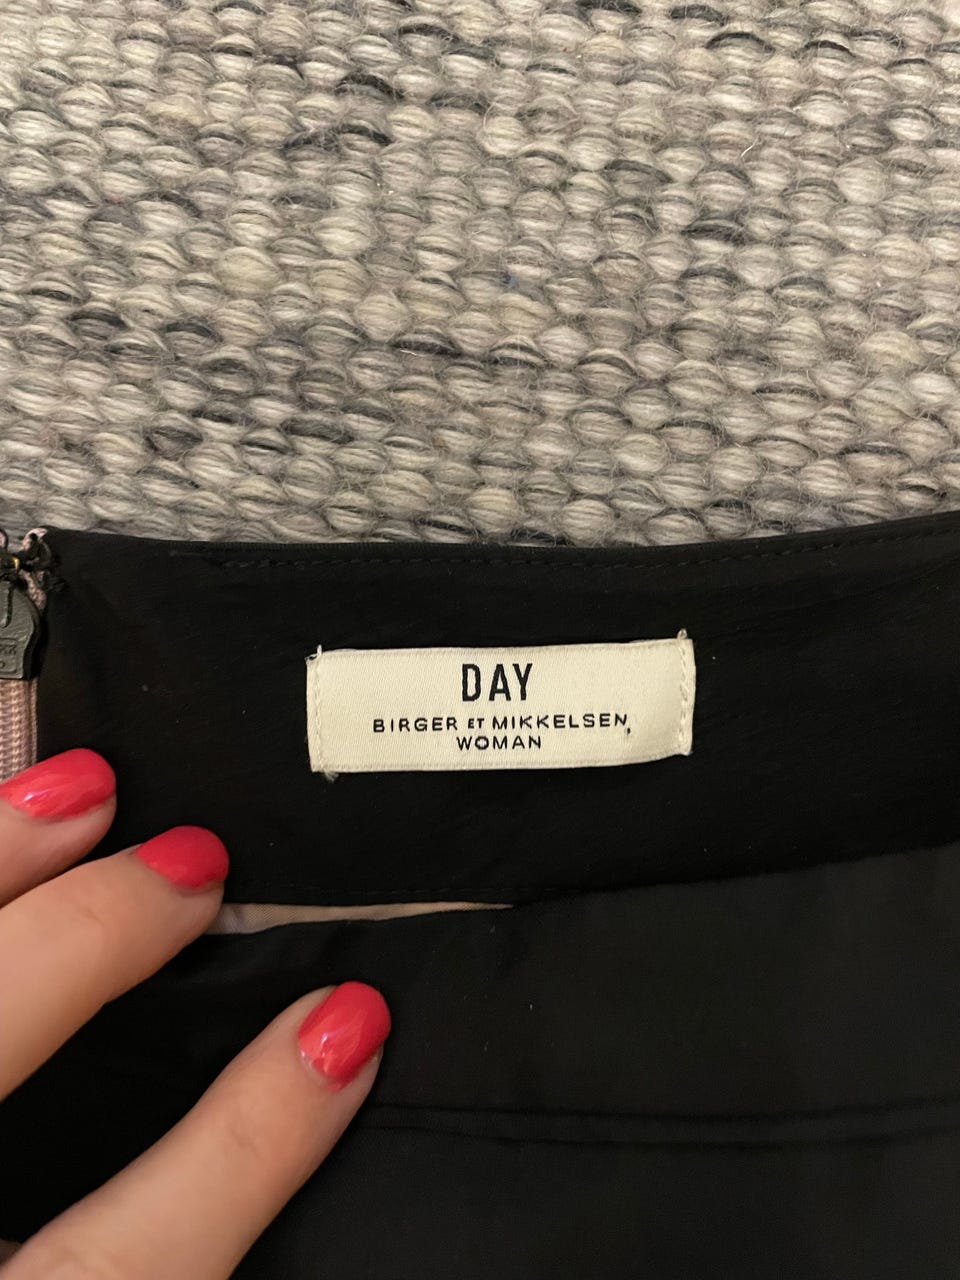 DAY
BIRGER ET MIKKELSEN,
WOMAN